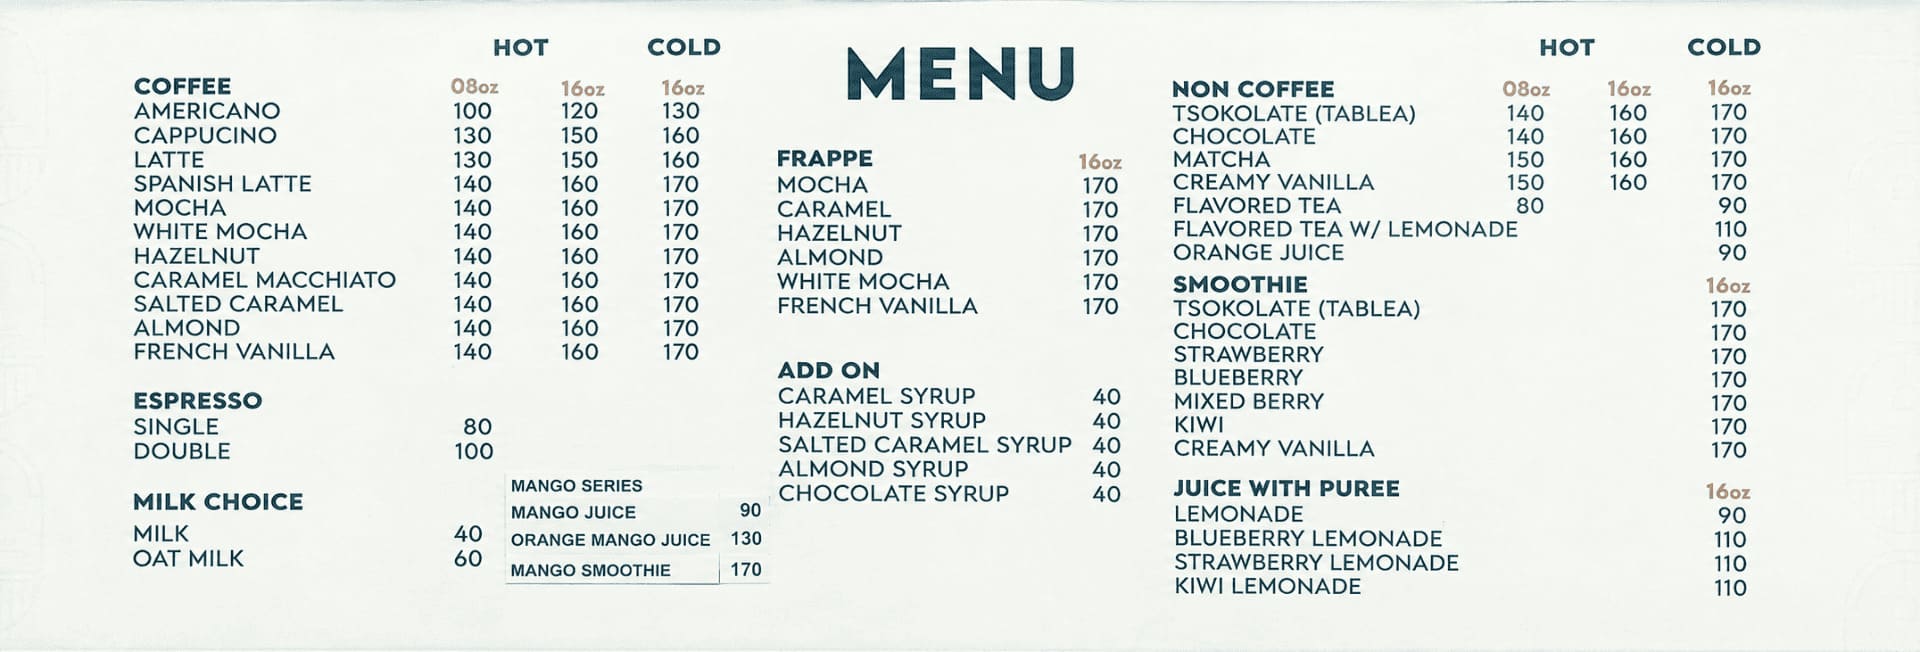 MENU
HOT COLD
COFFEE 08oz 16oz 16oz
AMERICANO 100 120 130
CAPPUCINO 130 150 160
LATTE 130 150 160
SPANISH LATTE 140 160 170
MOCHA 140 160 170
WHITE MOCHA 140 160 170
HAZELNUT 140 160 170
CARAMEL MACCHIATO 140 160 170
SALTED CARAMEL 140 160 170
ALMOND 140 160 170
FRENCH VANILLA 140 160 170
ESPRESSO
SINGLE 80
DOUBLE 100
MILK CHOICE
MILK 40
OAT MILK 60
MANGO SERIES
MANGO JUICE 90
ORANGE MANGO JUICE 130
MANGO SMOOTHIE 170
FRAPPE 16oz
MOCHA 170
CARAMEL 170
HAZELNUT 170
ALMOND 170
WHITE MOCHA 170
FRENCH VANILLA 170
ADD ON
CARAMEL SYRUP 40
HAZELNUT SYRUP 40
SALTED CARAMEL SYRUP 40
ALMOND SYRUP 40
CHOCOLATE SYRUP 40
HOT COLD
NON COFFEE 08oz 16oz 16oz
TSOKOLATE (TABLEA) 140 160 170
CHOCOLATE 140 160 170
MATCHA 150 160 170
CREAMY VANILLA 150 160 170
FLAVORED TEA 80 90
FLAVORED TEA W/ LEMONADE 110
ORANGE JUICE 90
SMOOTHIE 16oz
TSOKOLATE (TABLEA) 170
CHOCOLATE 170
STRAWBERRY 170
BLUEBERRY 170
MIXED BERRY 170
KIWI 170
CREAMY VANILLA 170
JUICE WITH PUREE 16oz
LEMONADE 90
BLUEBERRY LEMONADE 110
STRAWBERRY LEMONADE 110
KIWI LEMONADE 110